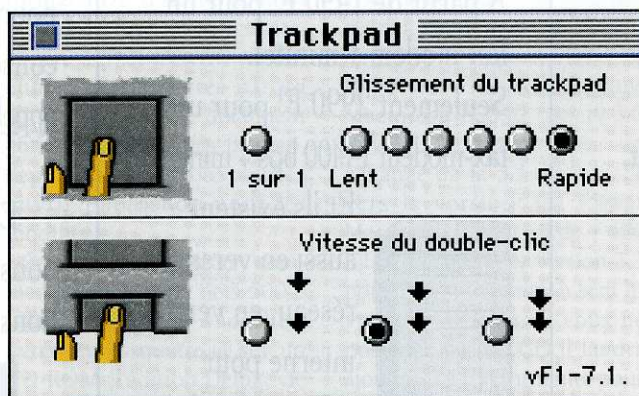 Trackpad
Glissement du trackpad
1 sur 1 Lent Rapide
Vitesse du double-clic
vF1-7.1.